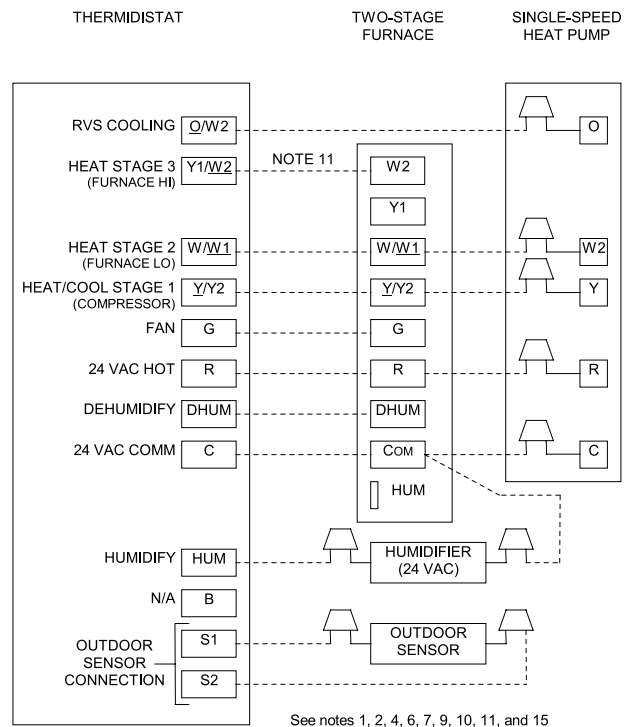 THERMIDISTAT
TWO-STAGE
FURNACE
SINGLE-SPEED
HEAT PUMP
RVS COOLING O/W2 O
HEAT STAGE 3 Y1/W2 NOTE 11 W2
(FURNACE HI)
Y1
HEAT STAGE 2 W/W1 W/W1 W2
(FURNACE LO)
HEAT/COOL STAGE 1 Y/Y2 Y/Y2 Y
(COMPRESSOR)
FAN G G
24 VAC HOT R R R
DEHUMIDIFY DHUM DHUM
24 VAC COMM C COM C
HUM
HUMIDIFY HUM HUMIDIFIER
(24 VAC)
N/A B
OUTDOOR
SENSOR
CONNECTION
S1
S2
OUTDOOR
SENSOR
See notes 1, 2, 4, 6, 7, 9, 10, 11, and 15